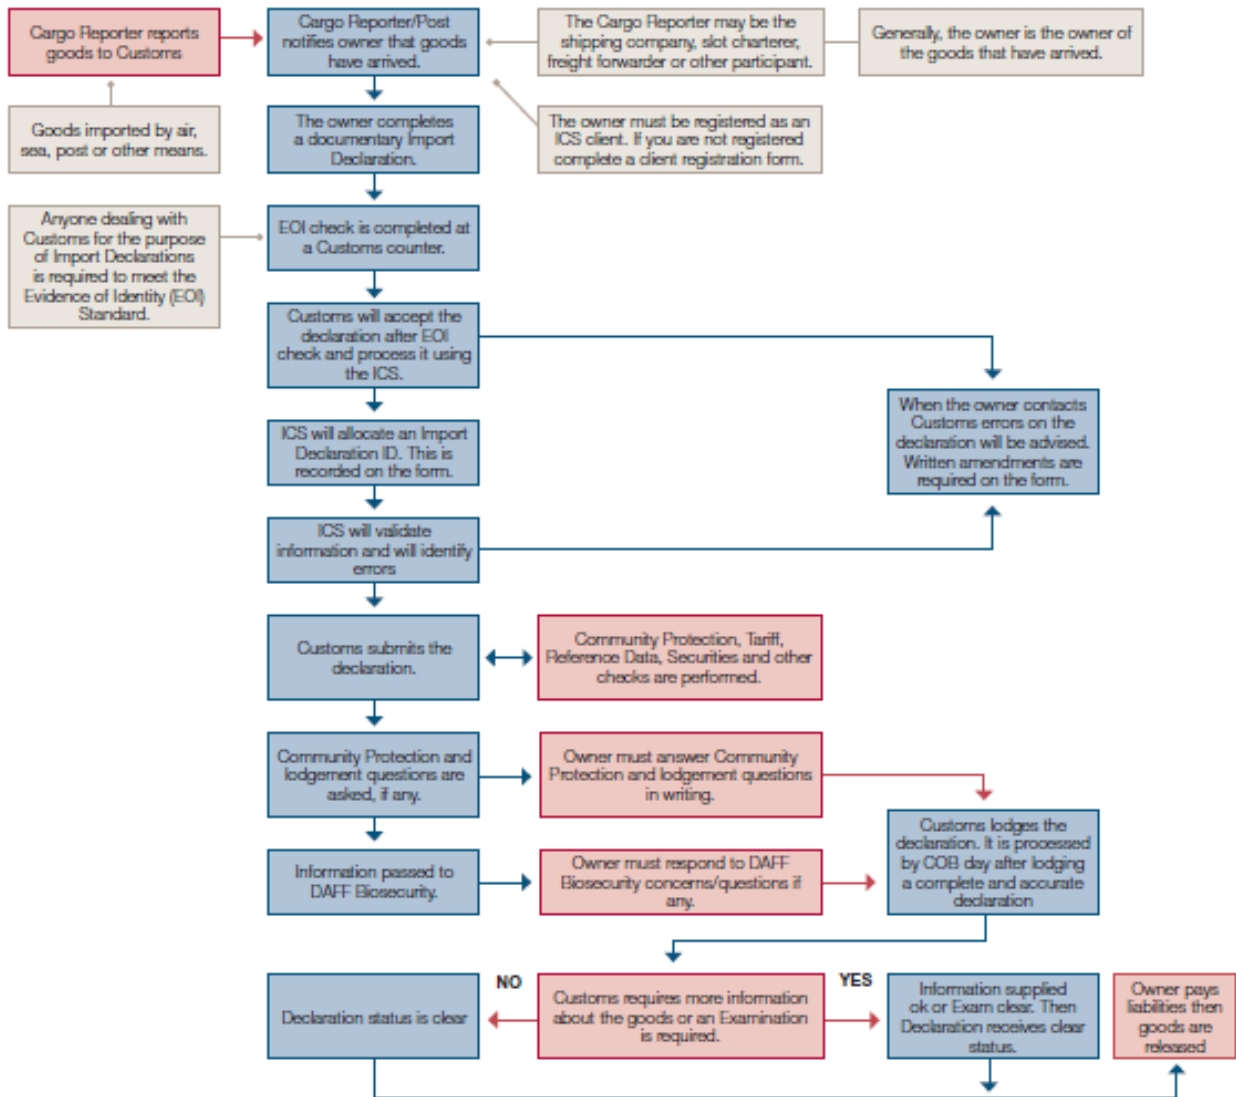 Cargo Reporter reports
goods to Customs
Cargo Reporter/Post
notifies owner that goods
have arrived.
The Cargo Reporter may be the
shipping company, slot charterer,
freight forwarder or other participant.
Generally, the owner is the owner of
the goods that have arrived.
Goods imported by air,
sea, post or other means.
The owner completes
a documentary Import
Declaration.
The owner must be registered as an
ICS client. If you are not registered
complete a client registration form.
Anyone dealing with
Customs for the purpose
of Import Declarations
is required to meet the
Evidence of Identity (EOI)
Standard.
EOI check is completed at
a Customs counter.
Customs will accept the
declaration after EOI
check and process it using
the ICS.
ICS will allocate an Import
Declaration ID. This is
recorded on the form.
When the owner contacts
Customs errors on the
declaration will be advised.
Written amendments are
required on the form.
ICS will validate
information and will identify
errors
Customs submits the
declaration.
Community Protection, Tariff,
Reference Data, Securities and other
checks are performed.
Community Protection and
lodgement questions are
asked, if any.
Owner must answer Community
Protection and lodgement questions
in writing.
Information passed to
DAFF Biosecurity.
Owner must respond to DAFF
Biosecurity concerns/questions if
any.
Customs lodges the
declaration. It is processed
by COB day after lodging
a complete and accurate
declaration
Declaration status is clear
NO
Customs requires more information
about the goods or an Examination
is required.
YES
Information supplied
ok or Exam clear. Then
Declaration receives clear
status.
Owner pays
liabilities then
goods are
released